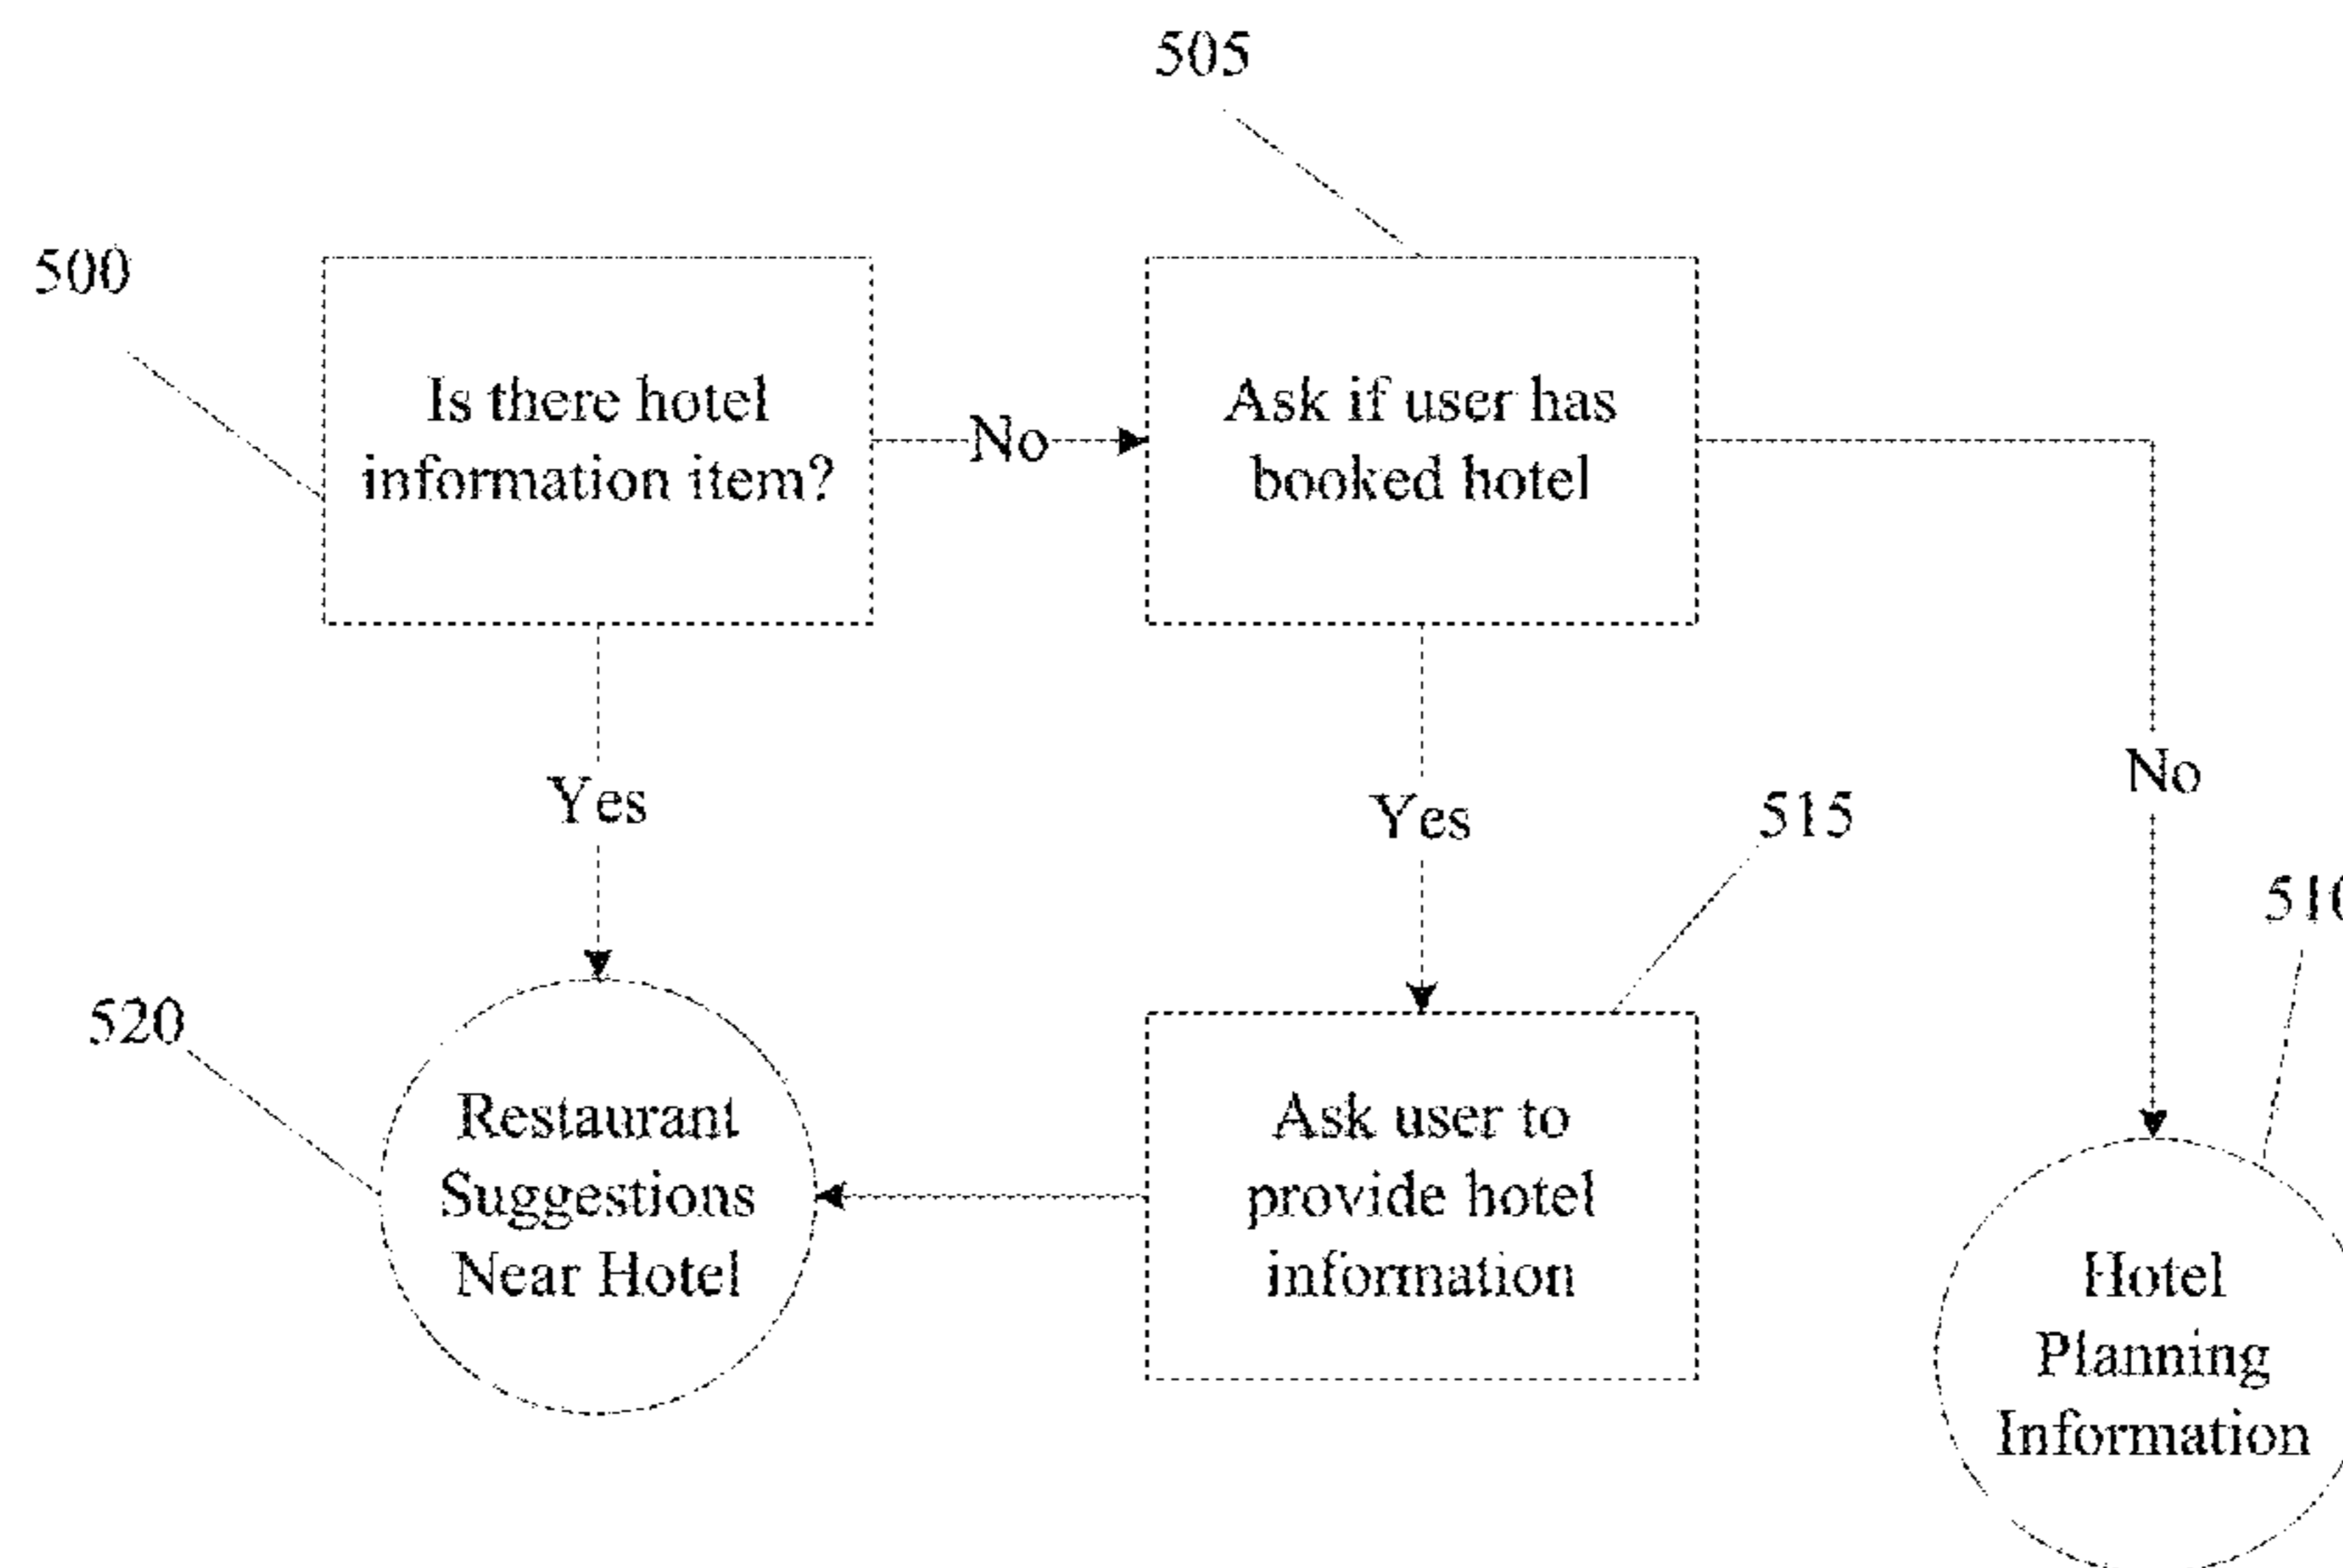 505
500
Is there hotel
information item?
No
Ask if user has
booked hotel
Yes
Yes
No
515
510
520
Restaurant
Suggestions
Near Hotel
Ask user to
provide hotel
information
Hotel
Planning
Information